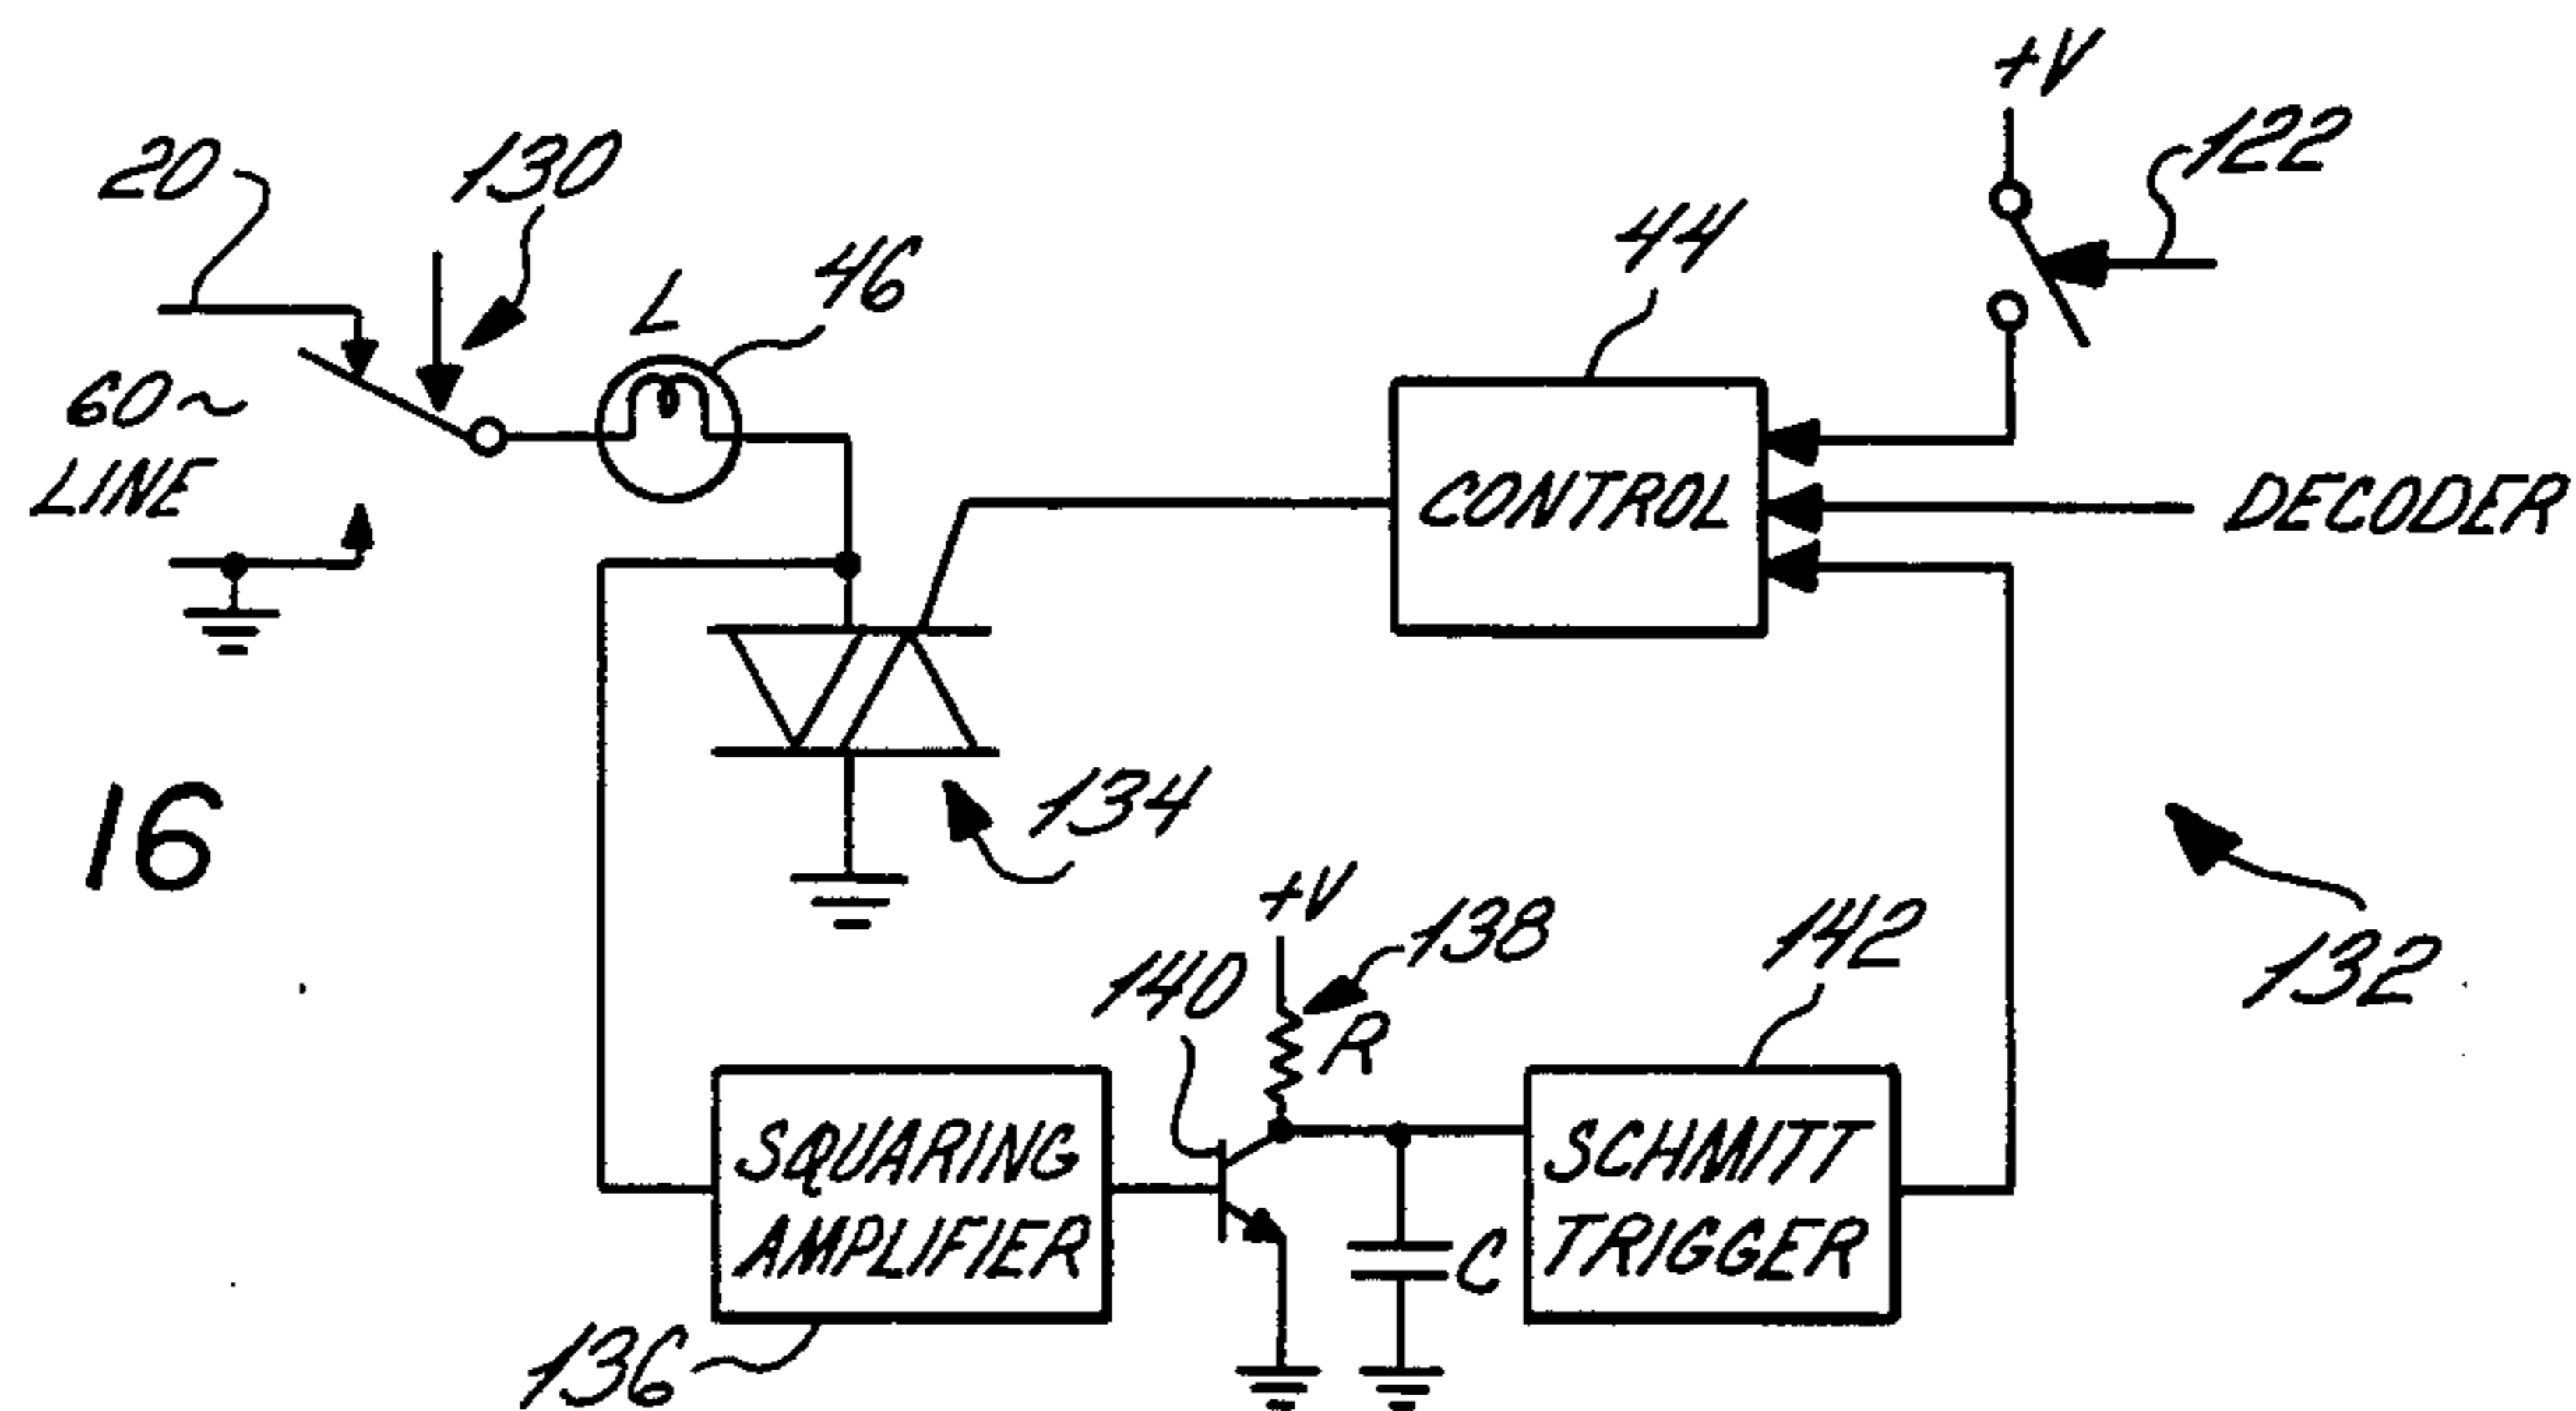 +V
20
130
122
L
46
44
60~
LINE
CONTROL
DECODER
16
134
+V
138
R
140
142
132
SQUARING
AMPLIFIER
C
SCHMITT
TRIGGER
136